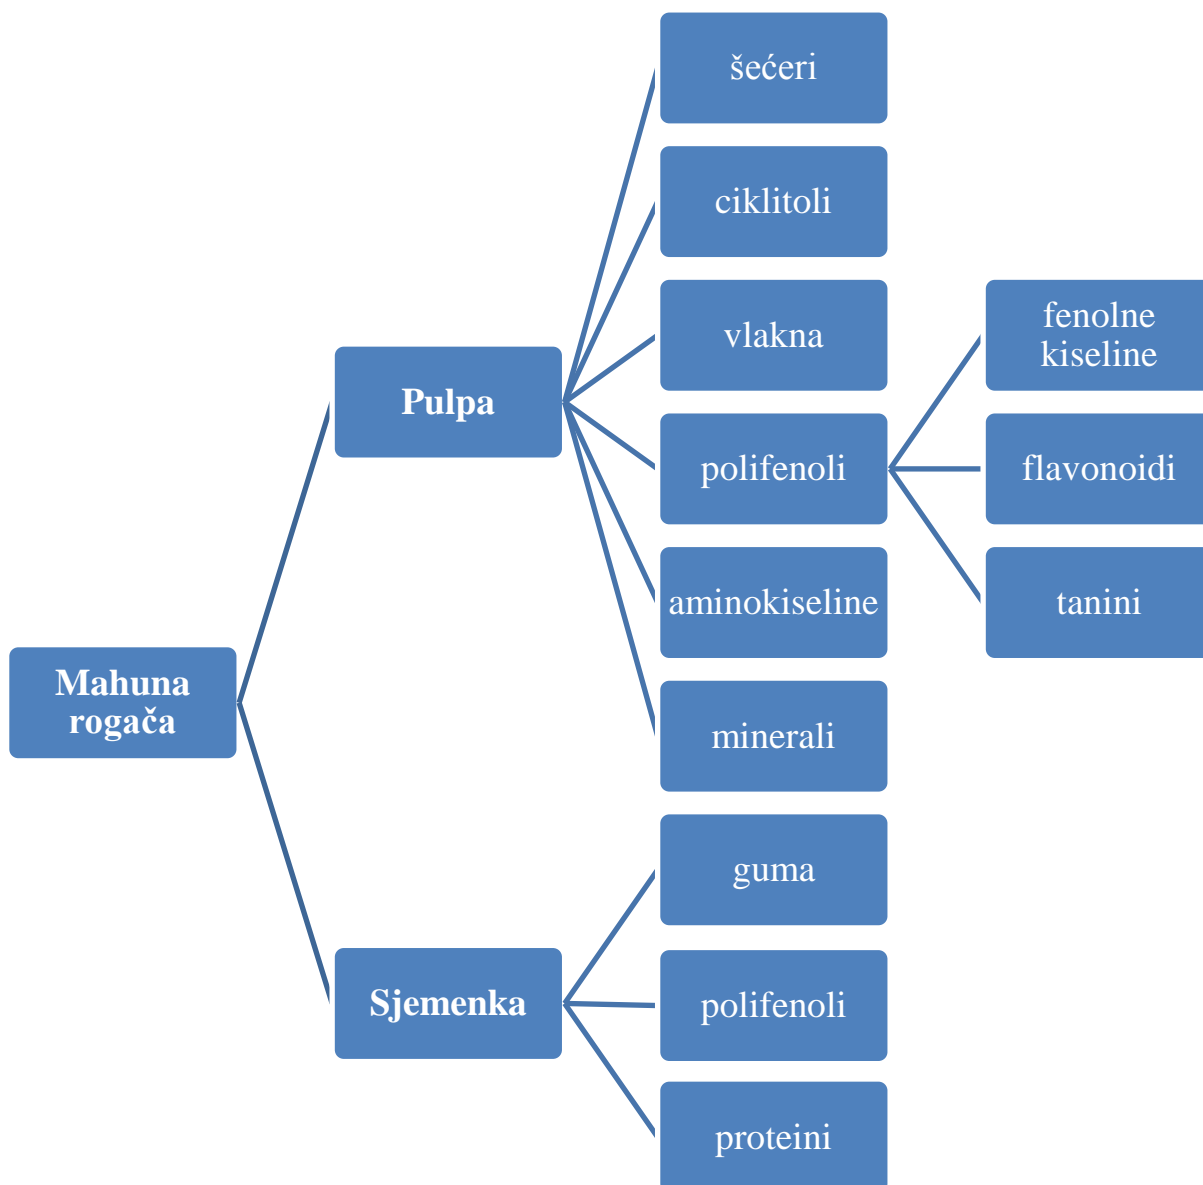 Mahuna
rogača
Pulpa
šećeri
ciklitoli
vlakna
polifenoli
fenolne
kiseline
flavonoidi
tanini
aminokiseline
minerali
Sjemenka
guma
polifenoli
proteini